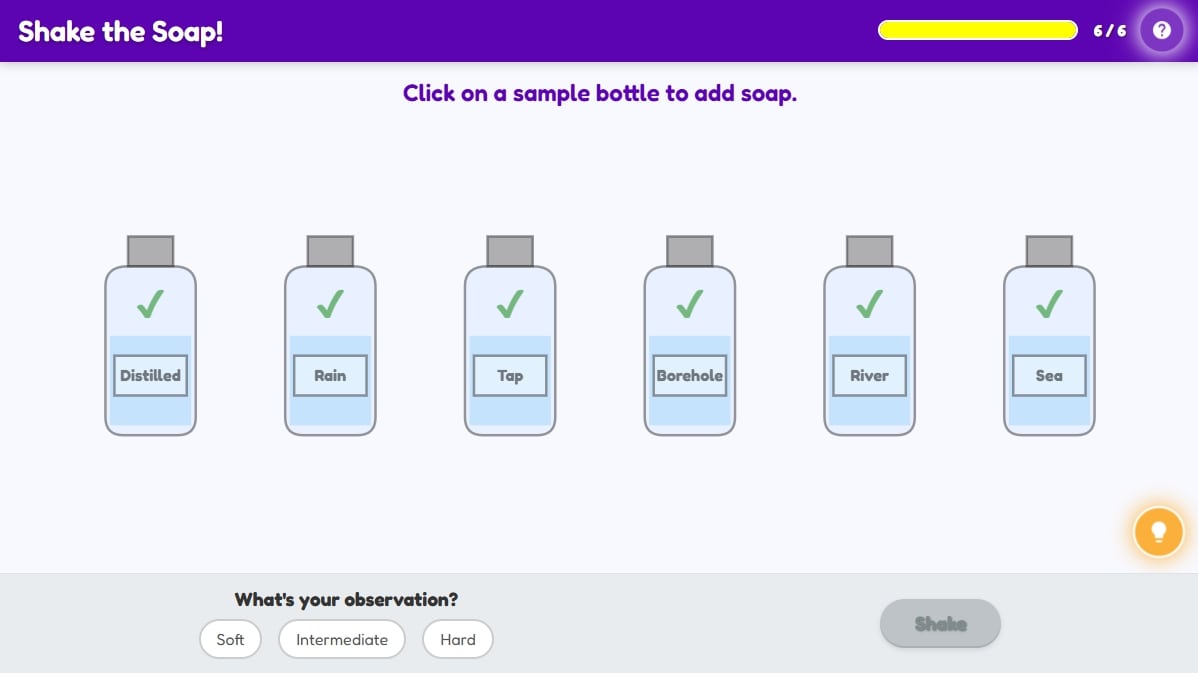 Shake the Soap!
6 / 6
?
Click on a sample bottle to add soap.
Distilled
Rain
Tap
Borehole
River
Sea
What's your observation?
Soft
Intermediate
Hard
Shake